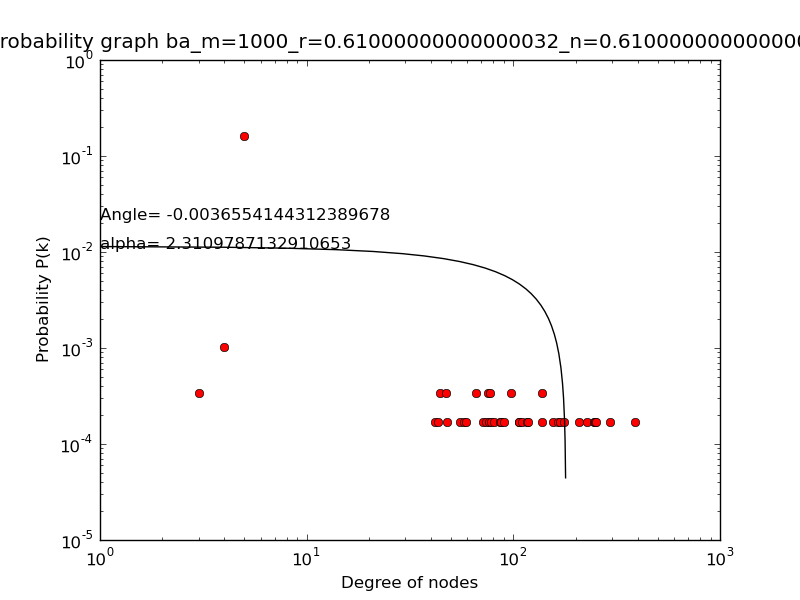 robability graph ba_m=1000_r=0.61000000000000032_n=0.6100000000000000
10^0
10^-1
Angle= -0.0036554144312389678
alpha= 2.3109787132910653
10^-2
Probability P(k)
10^-3
10^-4
10^-5
10^0 10^1 10^2 10^3
Degree of nodes